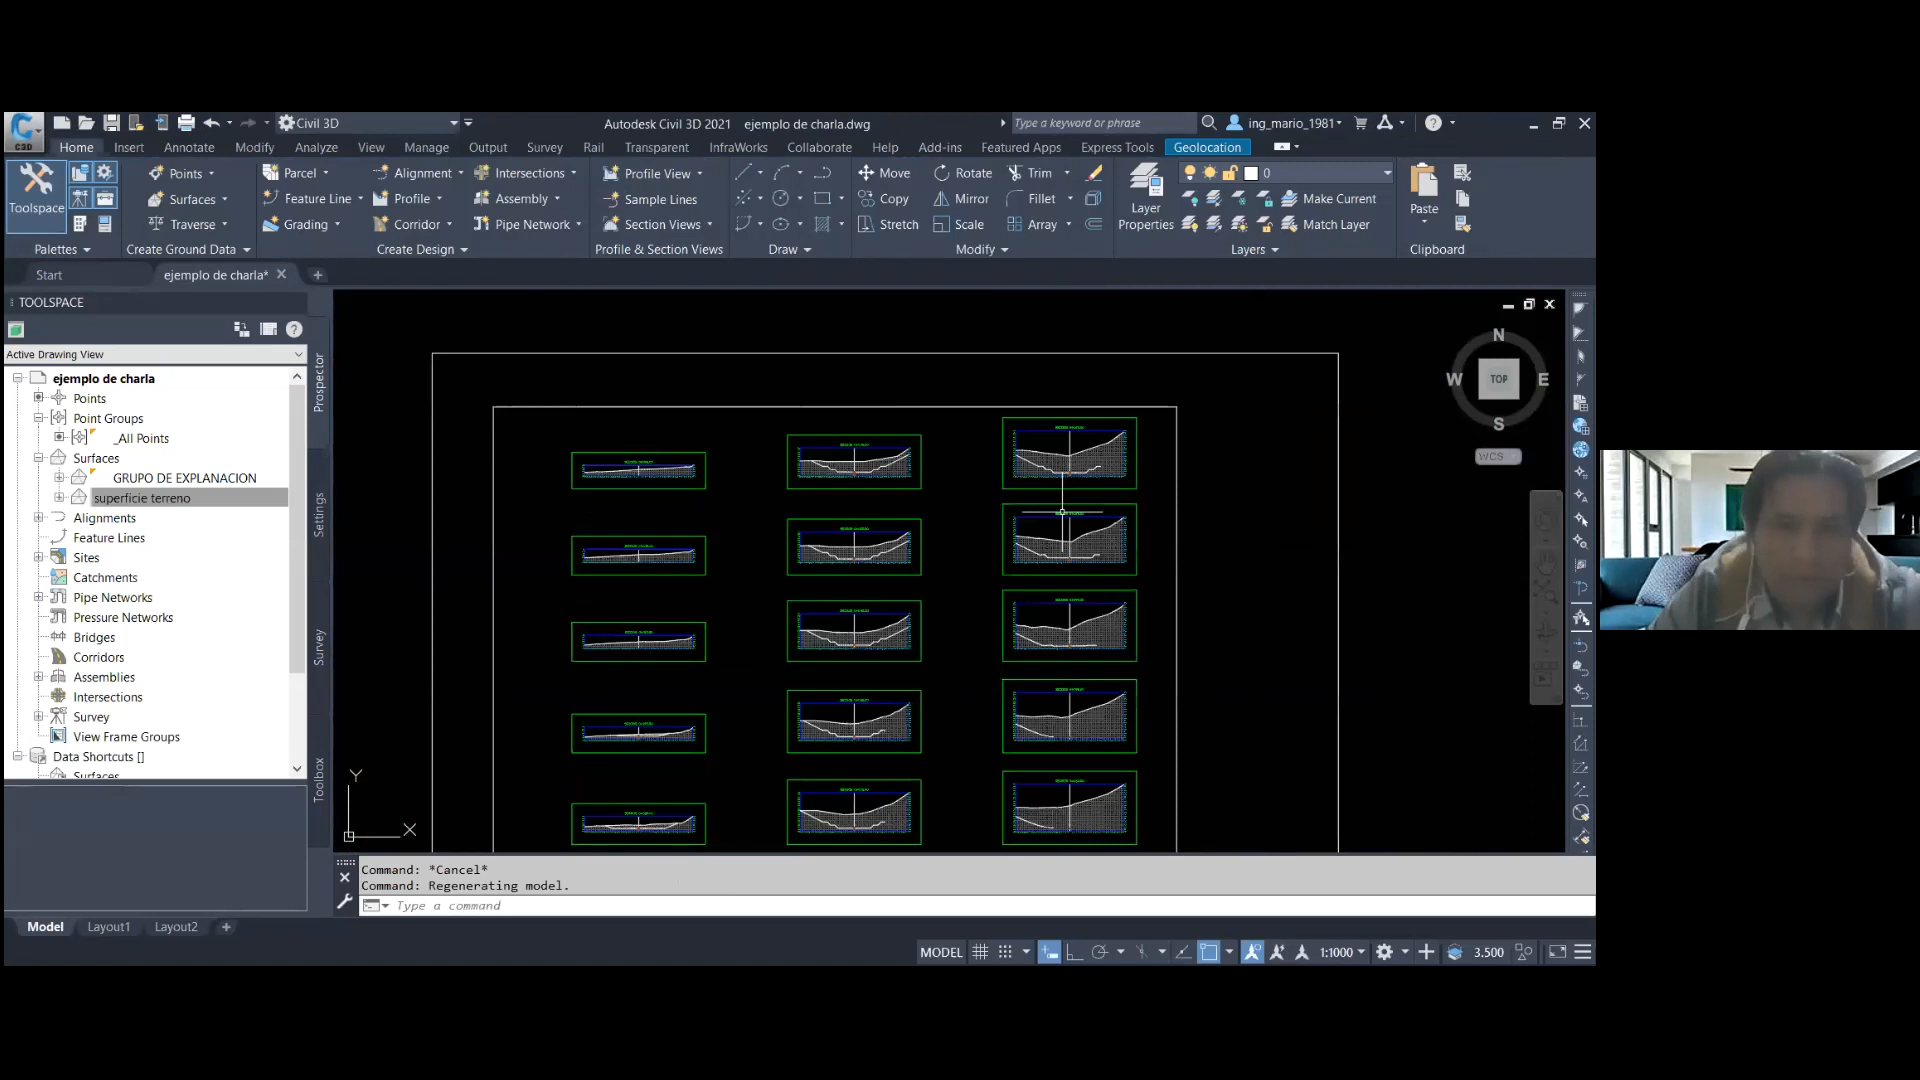 C3D
Civil 3D
Autodesk Civil 3D 2021 ejemplo de charla.dwg
Type a keyword or phrase
ing_mario_1981
Home Insert Annotate Modify Analyze View Manage Output Survey Rail Transparent InfraWorks Collaborate Help Add-ins Featured Apps Express Tools Geolocation
Toolspace
Palettes
Points
Surfaces
Traverse
Create Ground Data
Parcel
Feature Line
Grading
Alignment
Profile
Corridor
Intersections
Assembly
Pipe Network
Create Design
Profile View
Sample Lines
Section Views
Profile & Section Views
Draw
Move
Copy
Stretch
Rotate
Mirror
Scale
Trim
Fillet
Array
Modify
Layer
Properties
0
Make Current
Match Layer
Layers
Paste
Clipboard
Start
ejemplo de charla*
TOOLSPACE
Active Drawing View
ejemplo de charla
Points
Point Groups
_All Points
Surfaces
GRUPO DE EXPLANACION
superficie terreno
Alignments
Feature Lines
Sites
Catchments
Pipe Networks
Pressure Networks
Bridges
Corridors
Assemblies
Intersections
Survey
View Frame Groups
Data Shortcuts []
Surfaces
Prospector
Settings
Survey
Toolbox
N
W
TOP
E
S
WCS
Y
X
Command: *Cancel*
Command: Regenerating model.
Type a command
Model Layout1 Layout2
MODEL
1:1000
3.500